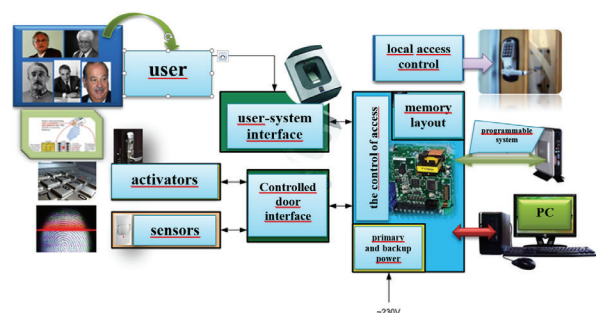 user
local access
control
user-system
interface
memory
layout
the control of access
programmable
system
activators
Controlled
door
interface
sensors
PC
primary
and backup
power
~230V